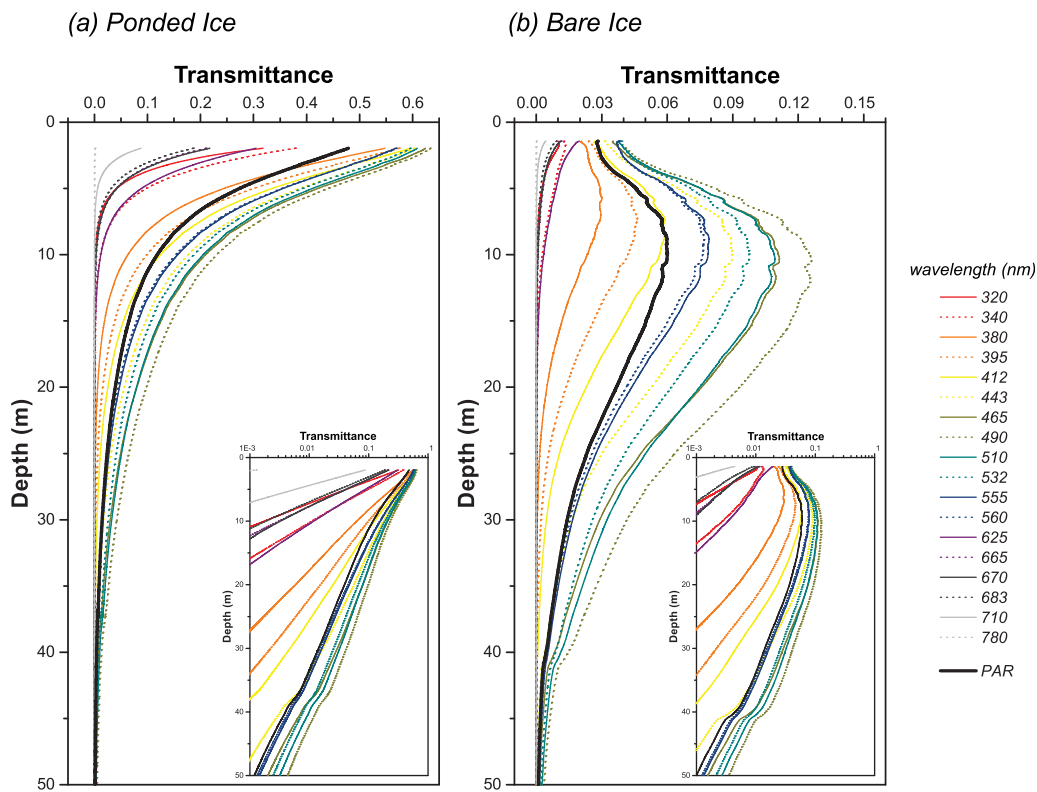 (a) Ponded Ice
(b) Bare Ice
Transmittance
Transmittance
0.0 0.1 0.2 0.3 0.4 0.5 0.6
0.00 0.03 0.06 0.09 0.12 0.15
0
10
20
30
40
50
Depth (m)
0
10
20
30
40
50
Depth (m)
Transmittance
1E-3 0.01 0.1 1
0
10
20
30
40
50
Depth (m)
Transmittance
1E-3 0.01 0.1 1
0
10
20
30
40
50
Depth (m)
wavelength (nm)
320
340
380
395
412
443
465
490
510
532
555
560
625
665
670
683
710
780
PAR